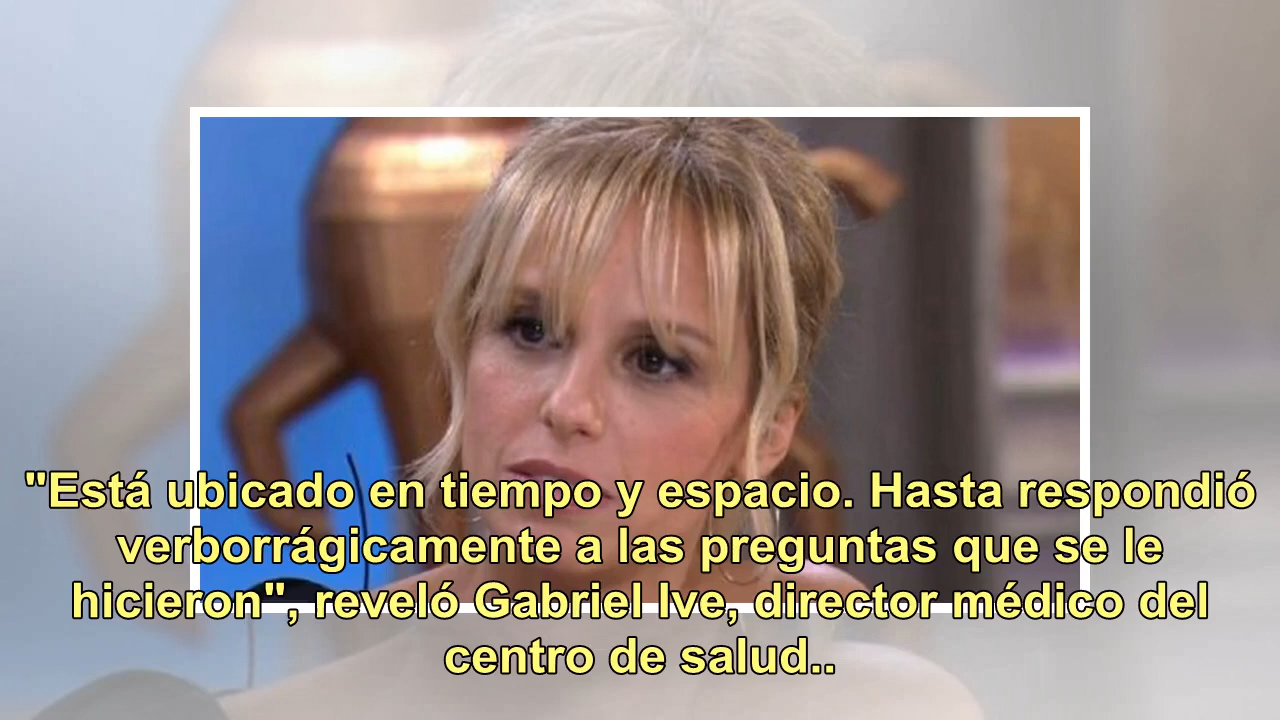 "Está ubicado en tiempo y espacio. Hasta respondió
verborrágicamente a las preguntas que se le
hicieron", reveló Gabriel Ive, director médico del
centro de salud..